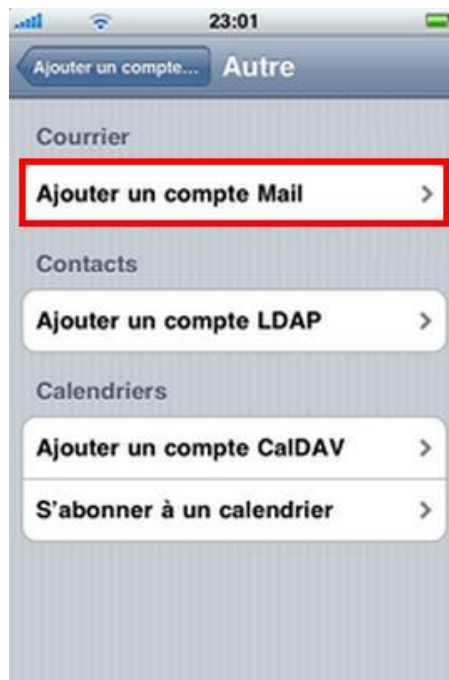 23:01
Ajouter un compte... Autre
Courrier
Ajouter un compte Mail
Contacts
Ajouter un compte LDAP
Calendriers
Ajouter un compte CalDAV
S'abonner à un calendrier